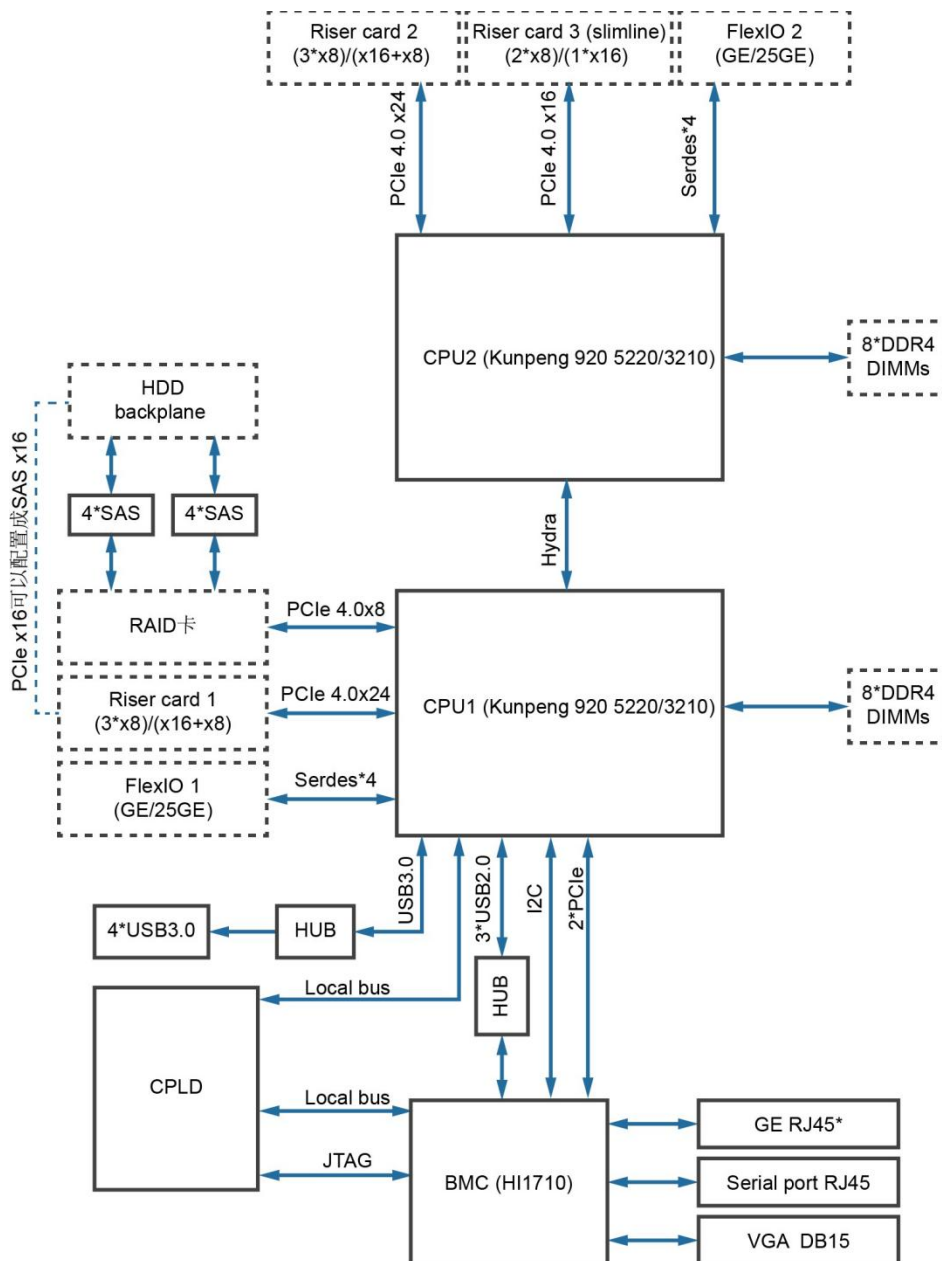 Riser card 2
(3*x8)/(x16+x8)
Riser card 3 (slimline)
(2*x8)/(1*x16)
FlexIO 2
(GE/25GE)
PCIe 4.0 x24
PCIe 4.0 x16
Serdes*4
CPU2 (Kunpeng 920 5220/3210)
8*DDR4
DIMMs
HDD
backplane
4*SAS
4*SAS
PCIe x16可以配置成SAS x16
Hydra
RAID卡
PCIe 4.0x8
Riser card 1
(3*x8)/(x16+x8)
PCIe 4.0x24
CPU1 (Kunpeng 920 5220/3210)
8*DDR4
DIMMs
FlexIO 1
(GE/25GE)
Serdes*4
USB3.0
3*USB2.0
I2C
2*PCIe
4*USB3.0
HUB
HUB
Local bus
CPLD
Local bus
JTAG
BMC (HI1710)
GE RJ45*
Serial port RJ45
VGA DB15